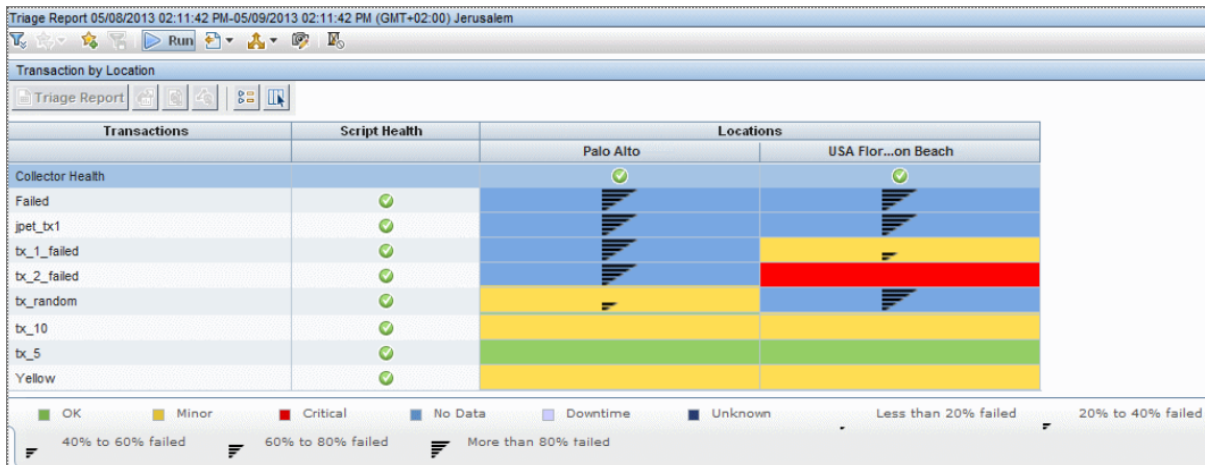 Triage Report 05/08/2013 02:11:42 PM-05/09/2013 02:11:42 PM (GMT+02:00) Jerusalem
Run
Transaction by Location
Triage Report
Transactions Script Health Locations
Palo Alto USA Flor...on Beach
Collector Health
Failed
jpet_tx1
tx_1_failed
tx_2_failed
tx_random
tx_10
tx_5
Yellow
OK Minor Critical No Data Downtime Unknown Less than 20% failed 20% to 40% failed
40% to 60% failed 60% to 80% failed More than 80% failed